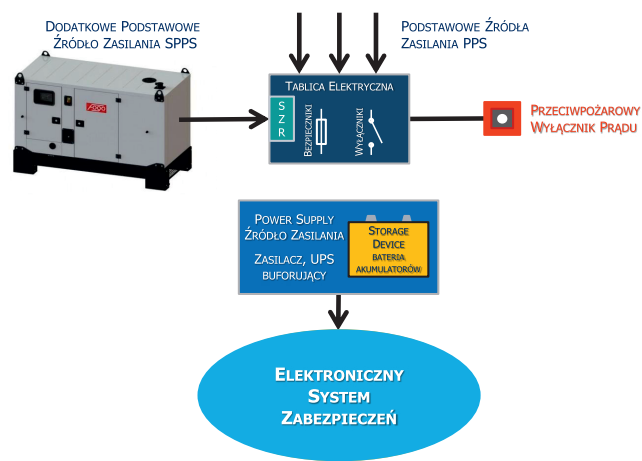 Dodatkowe Podstawowe
Źródło Zasilania SPPS
Podstawowe Źródła
Zasilania PPS
FOGO
Tablica Elektryczna
SZR
Bezpieczniki
Wyłączniki
Przeciwpożarowy
Wyłącznik Prądu
Power Supply
Źródło Zasilania
Zasilacz, UPS
buforujący
Storage
Device
bateria
akumulatorów
Elektroniczny
System
Zabezpieczeń